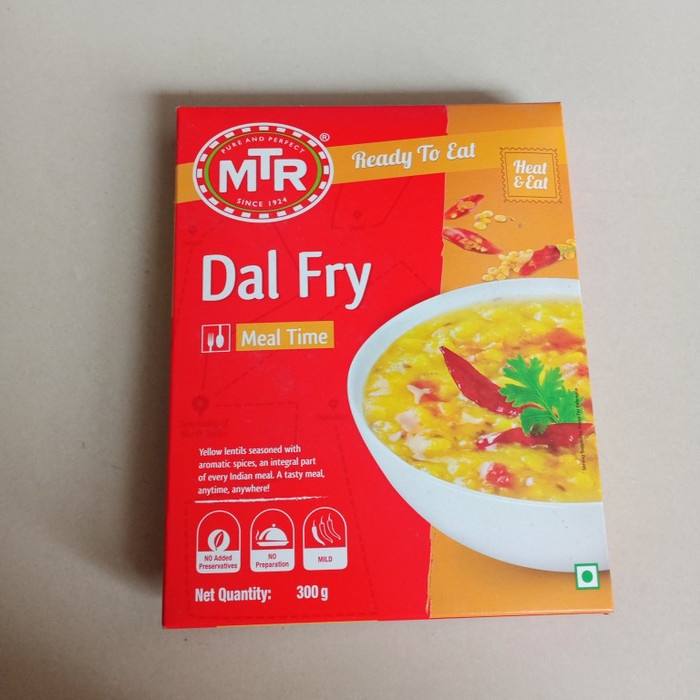 PURE AND PERFECT
MTR
®
SINCE 1924
Ready To Eat
Heat
& Eat
Dal Fry
Meal Time
Yellow lentils seasoned with
aromatic spices, an integral part
of every Indian meal. A tasty meal,
anytime, anywhere!
NO Added
Preservatives
NO
Preparation
MILD
Net Quantity: 300 g